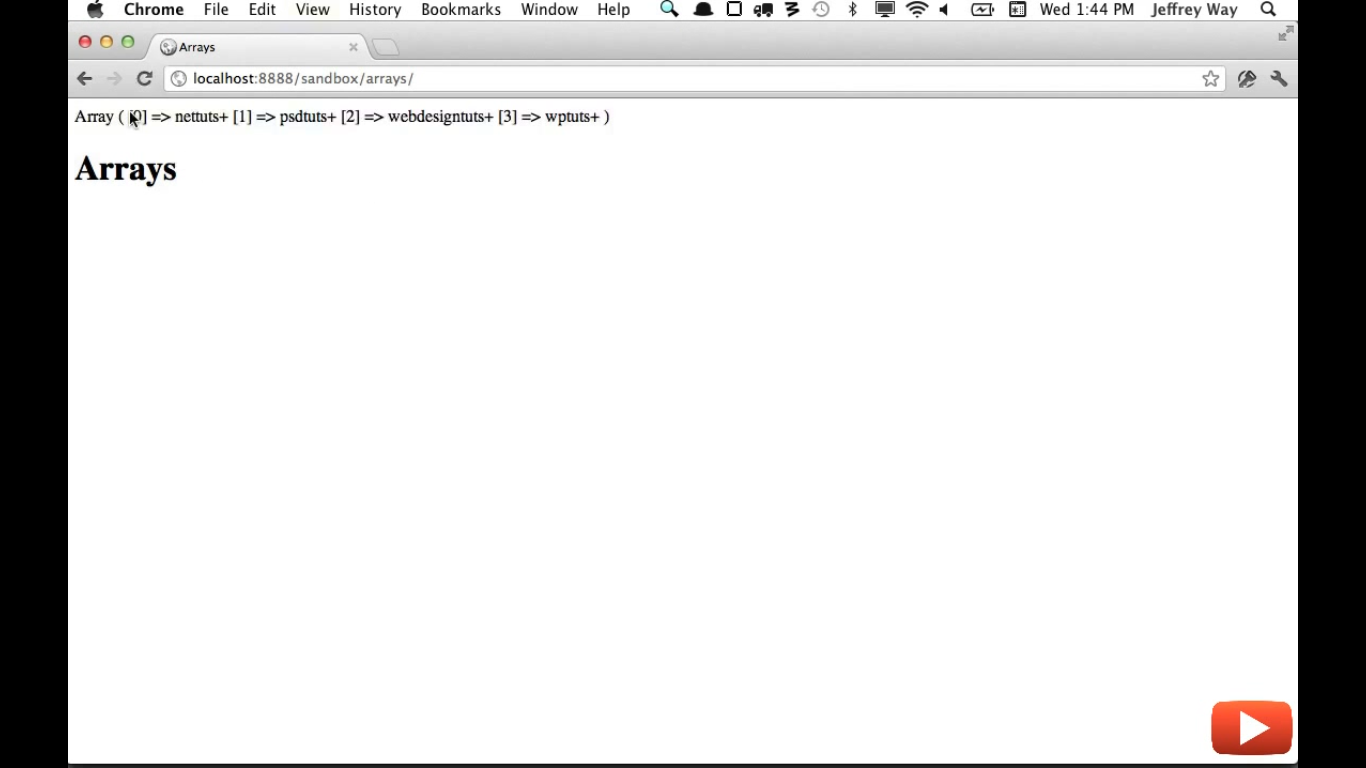 Chrome File Edit View History Bookmarks Window Help Wed 1:44 PM Jeffrey Way
Arrays
localhost:8888/sandbox/arrays/
Array ( [0] => nettuts+ [1] => psdtuts+ [2] => webdesigntuts+ [3] => wptuts+ )
Arrays